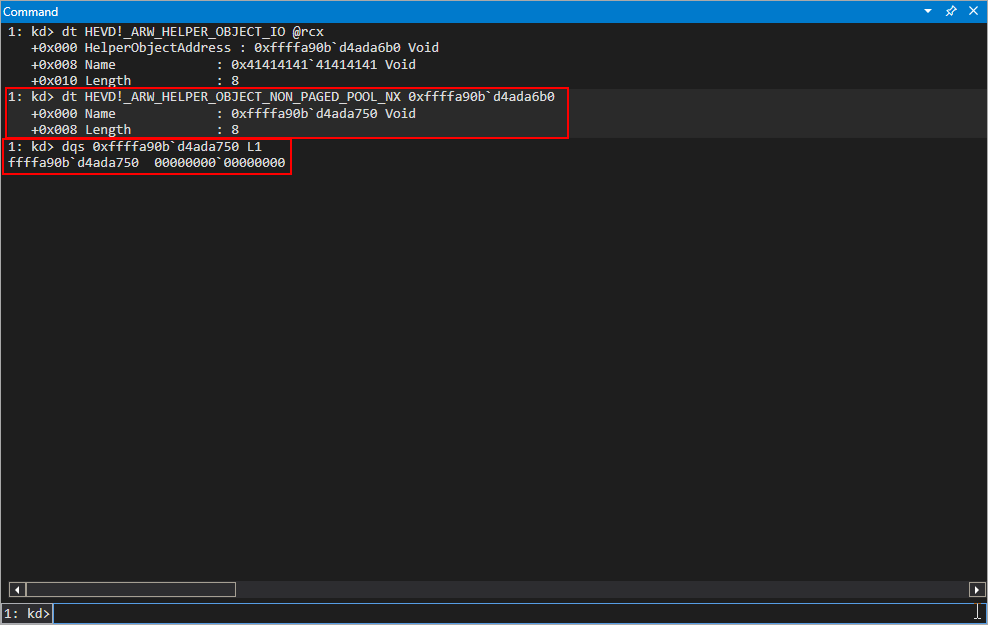 Command
1: kd> dt HEVD!_ARW_HELPER_OBJECT_IO @rcx
+0x000 HelperObjectAddress : 0xffffa90b`d4ada6b0 Void
+0x008 Name : 0x41414141`41414141 Void
+0x010 Length : 8
1: kd> dt HEVD!_ARW_HELPER_OBJECT_NON_PAGED_POOL_NX 0xffffa90b`d4ada6b0
+0x000 Name : 0xffffa90b`d4ada750 Void
+0x008 Length : 8
1: kd> dqs 0xffffa90b`d4ada750 L1
ffffa90b`d4ada750 00000000`00000000
1: kd>